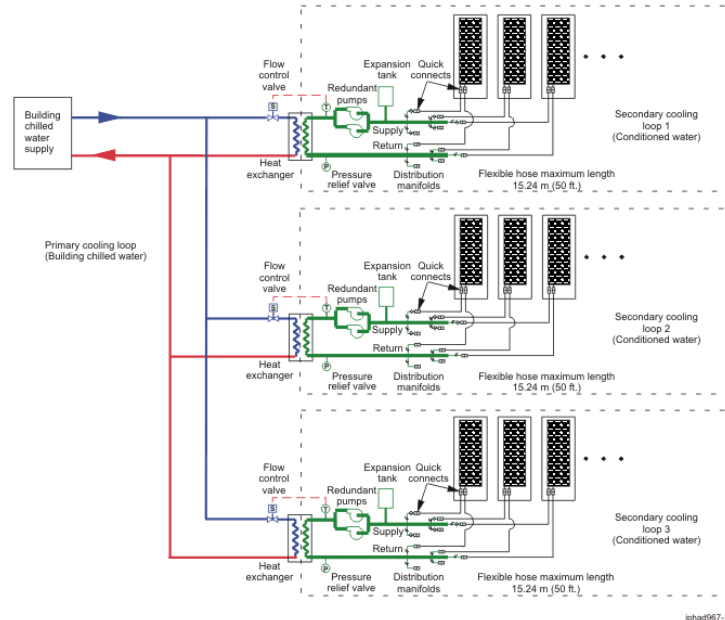 Flow
control
valve
Expansion
tank
Quick
connects
Redundant
pumps
S
T
Building
chilled
water
supply
Supply
Return
Secondary cooling
loop 1
(Conditioned water)
P
Heat
exchanger
Pressure
relief valve
Distribution
manifolds
Flexible hose maximum length
15.24 m (50 ft.)
Primary cooling loop
(Building chilled water)
Flow
control
valve
Expansion
tank
Quick
connects
Redundant
pumps
S
T
Supply
Return
Secondary cooling
loop 2
(Conditioned water)
P
Heat
exchanger
Pressure
relief valve
Distribution
manifolds
Flexible hose maximum length
15.24 m (50 ft.)
Flow
control
valve
Expansion
tank
Quick
connects
Redundant
pumps
S
T
Supply
Return
Secondary cooling
loop 3
(Conditioned water)
P
Heat
exchanger
Pressure
relief valve
Distribution
manifolds
Flexible hose maximum length
15.24 m (50 ft.)
iphad967-